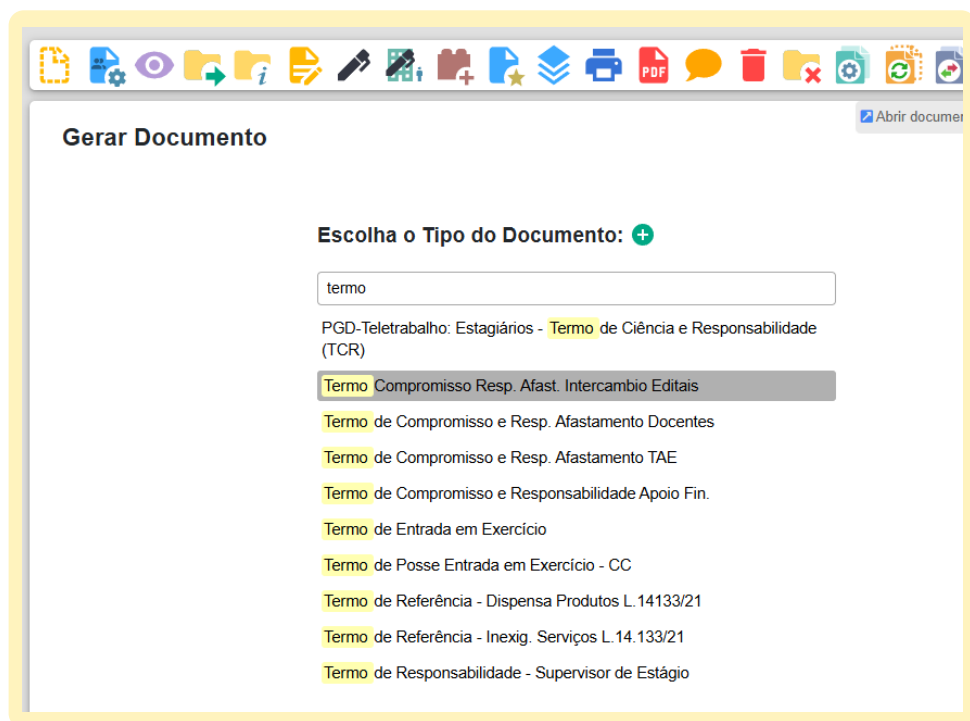 i
PDF
Abrir documen
Gerar Documento
Escolha o Tipo do Documento:
termo
PGD-Teletrabalho: Estagiários - Termo de Ciência e Responsabilidade
(TCR)
Termo Compromisso Resp. Afast. Intercambio Editais
Termo de Compromisso e Resp. Afastamento Docentes
Termo de Compromisso e Resp. Afastamento TAE
Termo de Compromisso e Responsabilidade Apoio Fin.
Termo de Entrada em Exercício
Termo de Posse Entrada em Exercício - CC
Termo de Referência - Dispensa Produtos L.14133/21
Termo de Referência - Inexig. Serviços L.14.133/21
Termo de Responsabilidade - Supervisor de Estágio